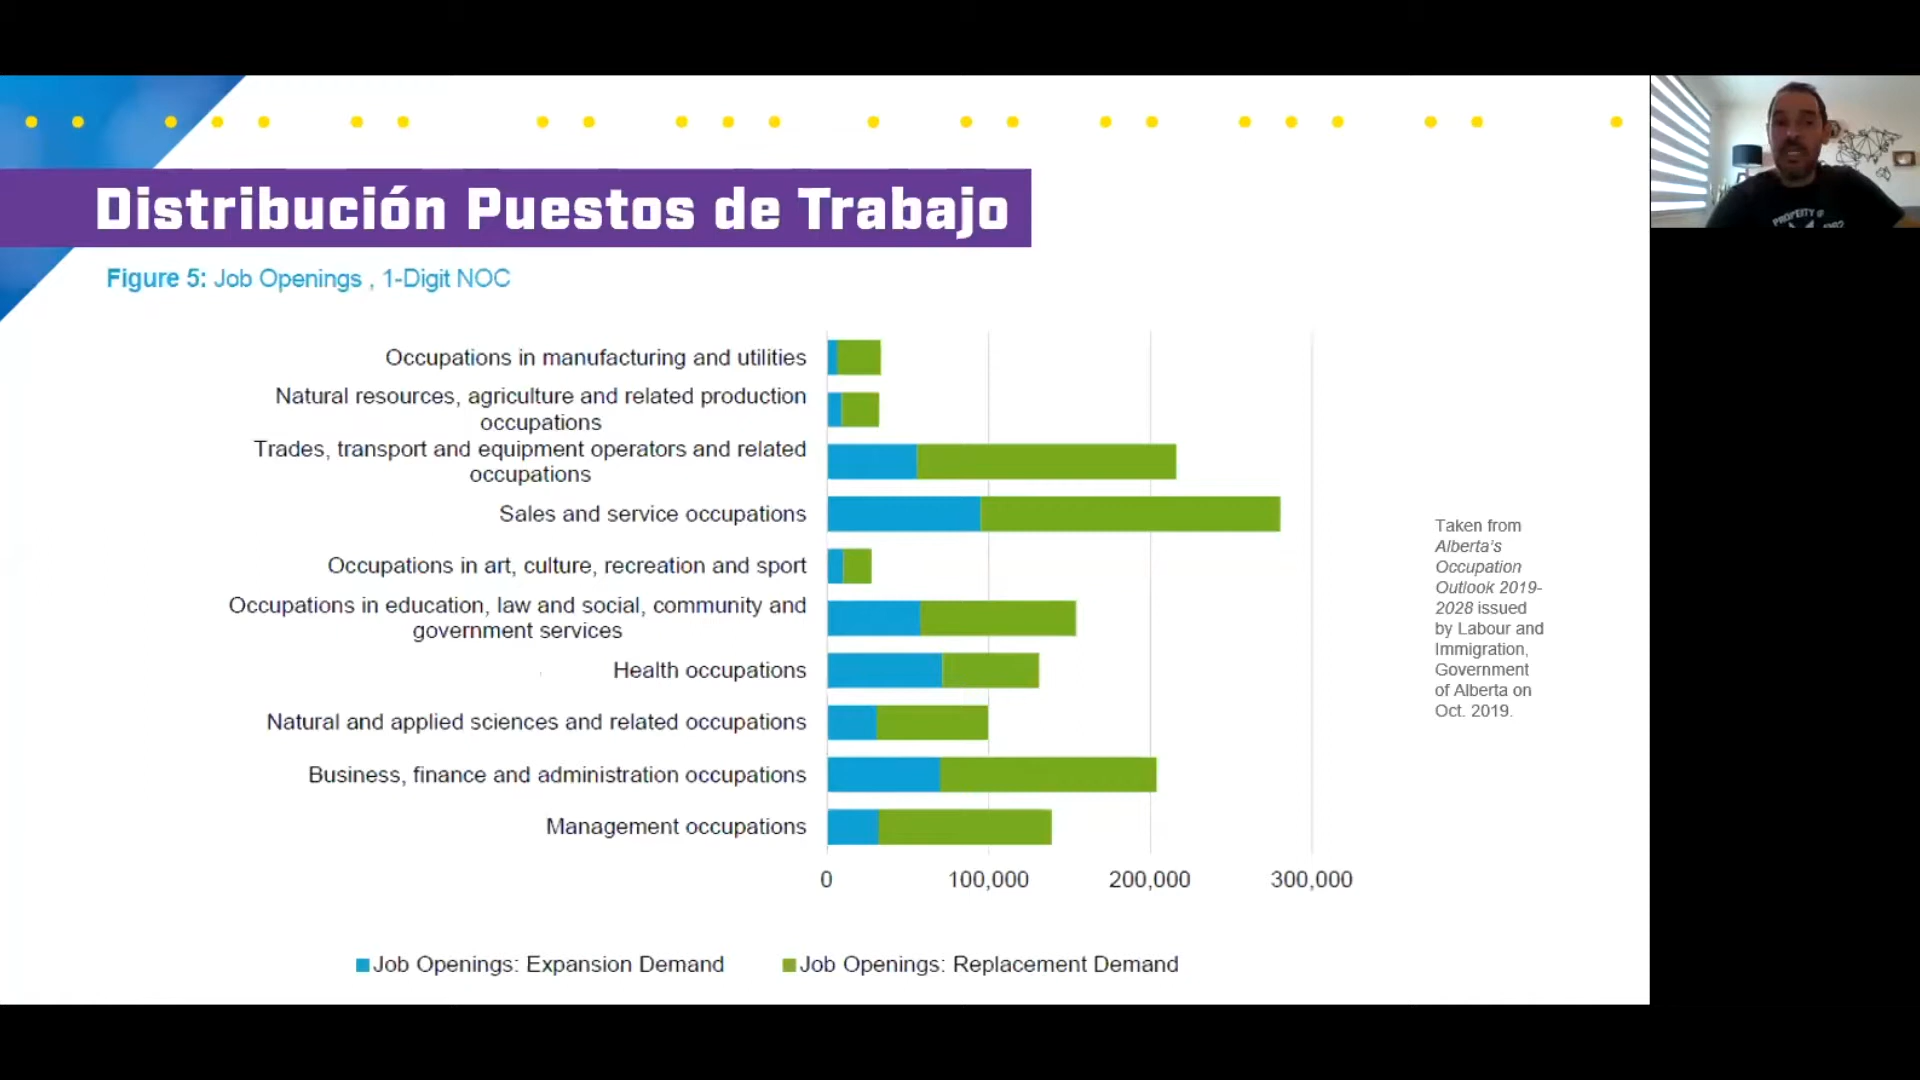 Distribución Puestos de Trabajo
Figure 5: Job Openings , 1-Digit NOC
Occupations in manufacturing and utilities
Natural resources, agriculture and related production
occupations
Trades, transport and equipment operators and related
occupations
Sales and service occupations
Occupations in art, culture, recreation and sport
Occupations in education, law and social, community and
government services
Health occupations
Natural and applied sciences and related occupations
Business, finance and administration occupations
Management occupations
0 100,000 200,000 300,000
Job Openings: Expansion Demand
Job Openings: Replacement Demand
Taken from
Alberta's
Occupation
Outlook 2019-
2028 issued
by Labour and
Immigration,
Government
of Alberta on
Oct. 2019.
PROPERTY OF